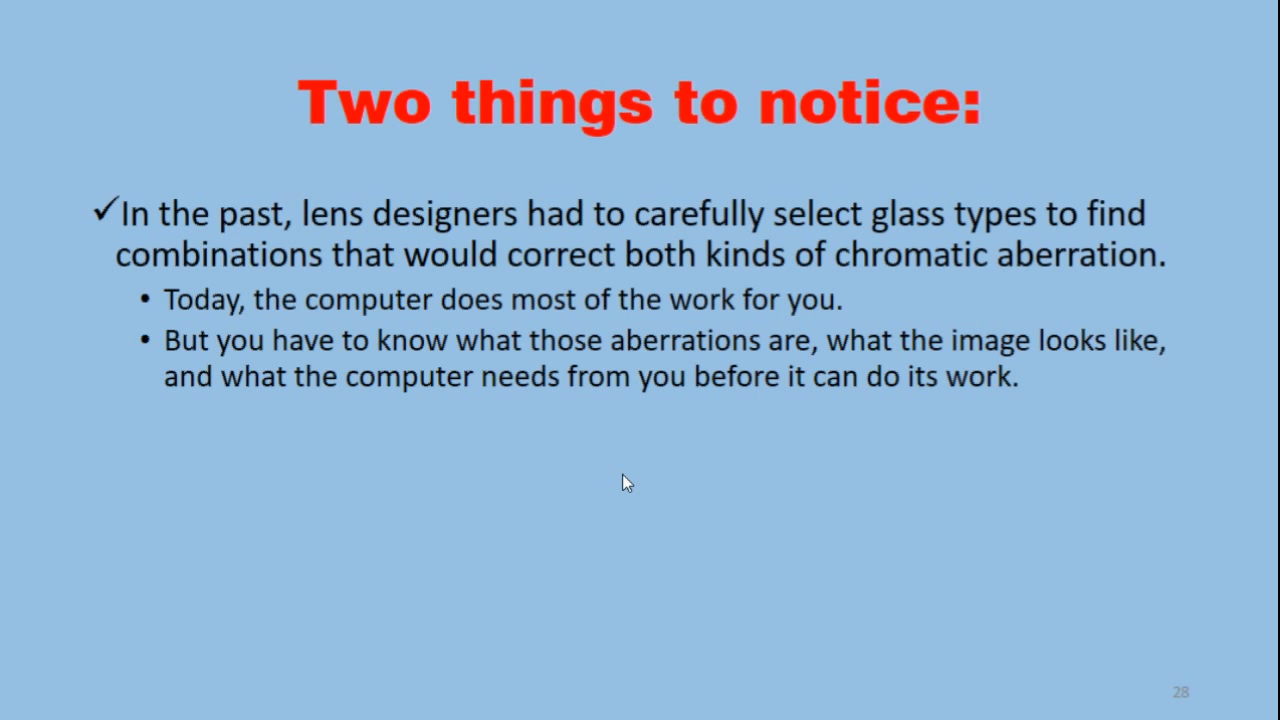 Two things to notice:
✓In the past, lens designers had to carefully select glass types to find
combinations that would correct both kinds of chromatic aberration.
• Today, the computer does most of the work for you.
• But you have to know what those aberrations are, what the image looks like,
and what the computer needs from you before it can do its work.
28